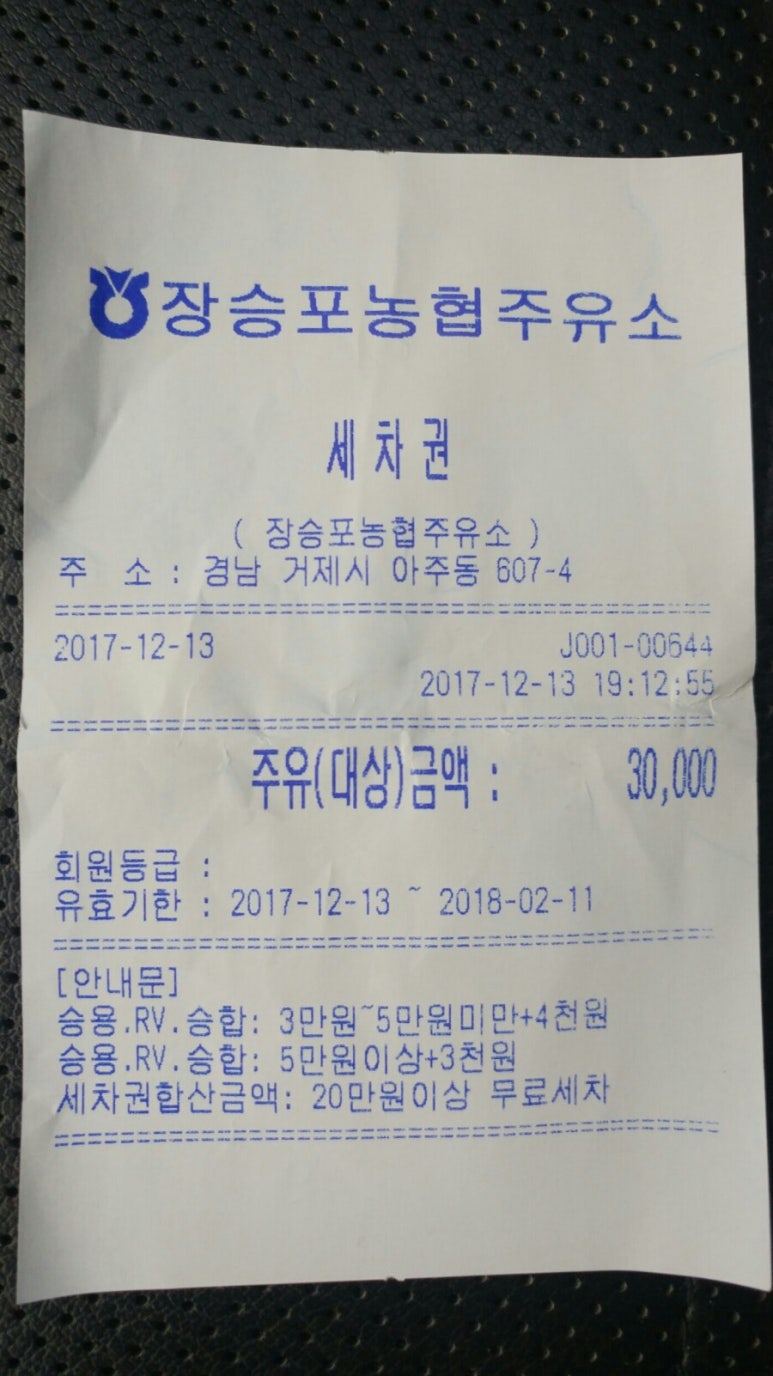 장승포농협주유소
세차권
( 장승포농협주유소 )
주 소 : 경남 거제시 아주동 607-4
2017-12-13 J001-00644
2017-12-13 19:12:55
주유(대상)금액 : 30,000
회원등급 :
유효기한 : 2017-12-13 ~ 2018-02-11
[안내문]
승용.RV.승합: 3만원~5만원미만+4천원
승용.RV.승합: 5만원이상+3천원
세차권합산금액: 20만원이상 무료세차